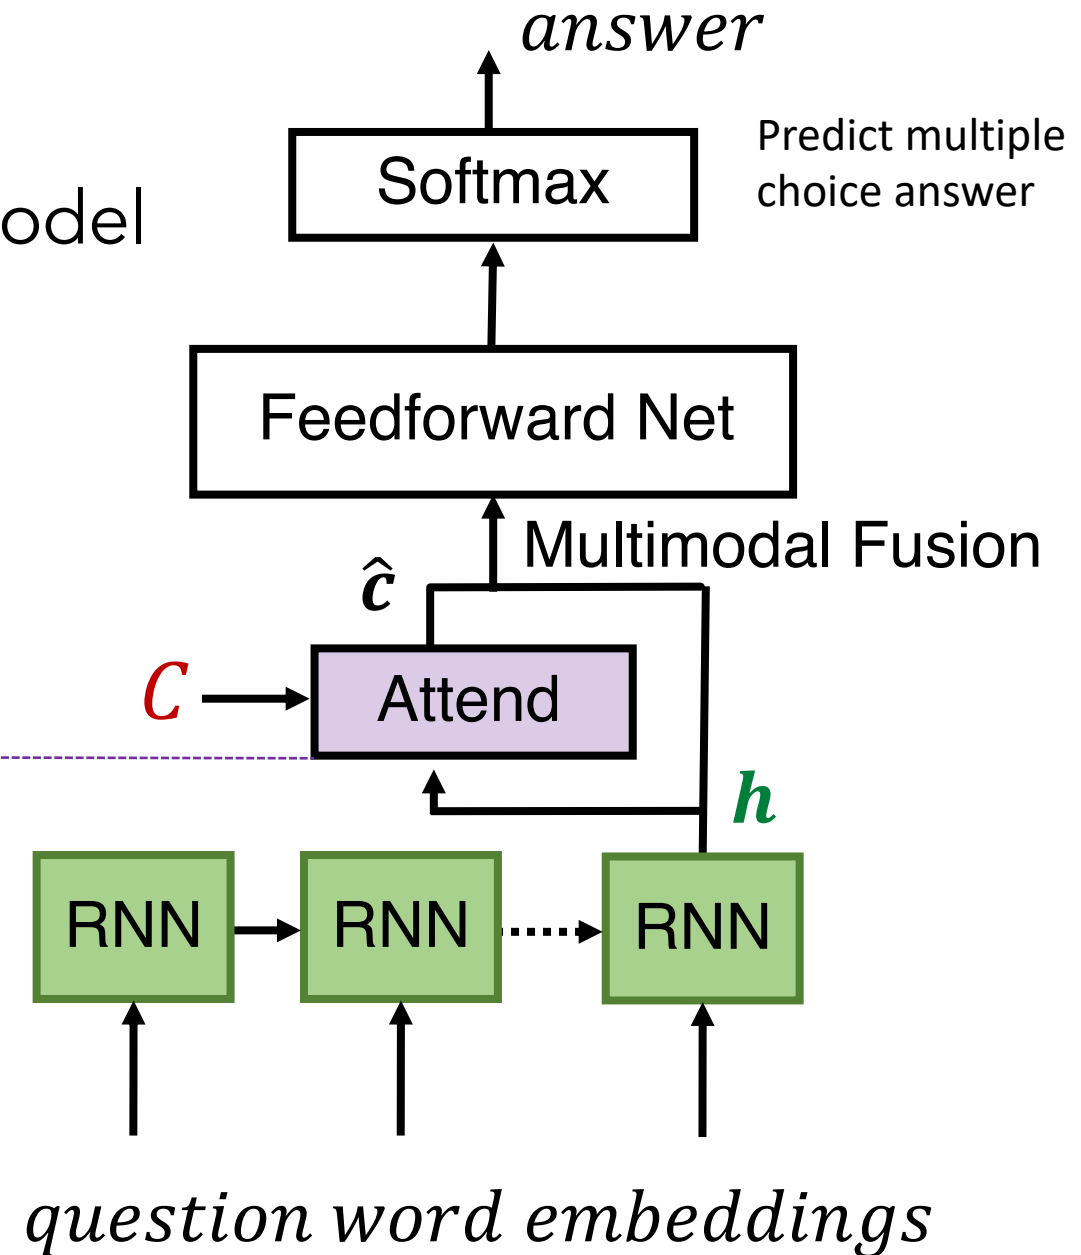 answer
Predict multiple
choice answer
Softmax
odel
Feedforward Net
Multimodal Fusion
ĉ
C
Attend
h
RNN RNN RNN
question word embeddings